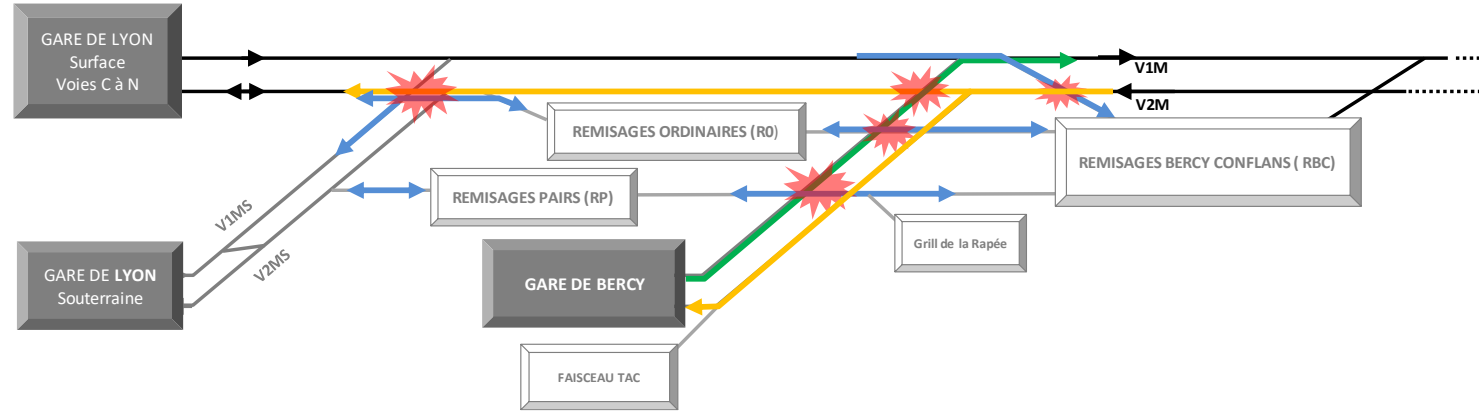 GARE DE LYON
Surface
Voies C à N
V1M
V2M
REMISAGES ORDINAIRES (R0)
REMISAGES BERCY CONFLANS ( RBC)
REMISAGES PAIRS (RP)
V1MS
V2MS
Grill de la Rapée
GARE DE LYON
Souterraine
GARE DE BERCY
FAISCEAU TAC